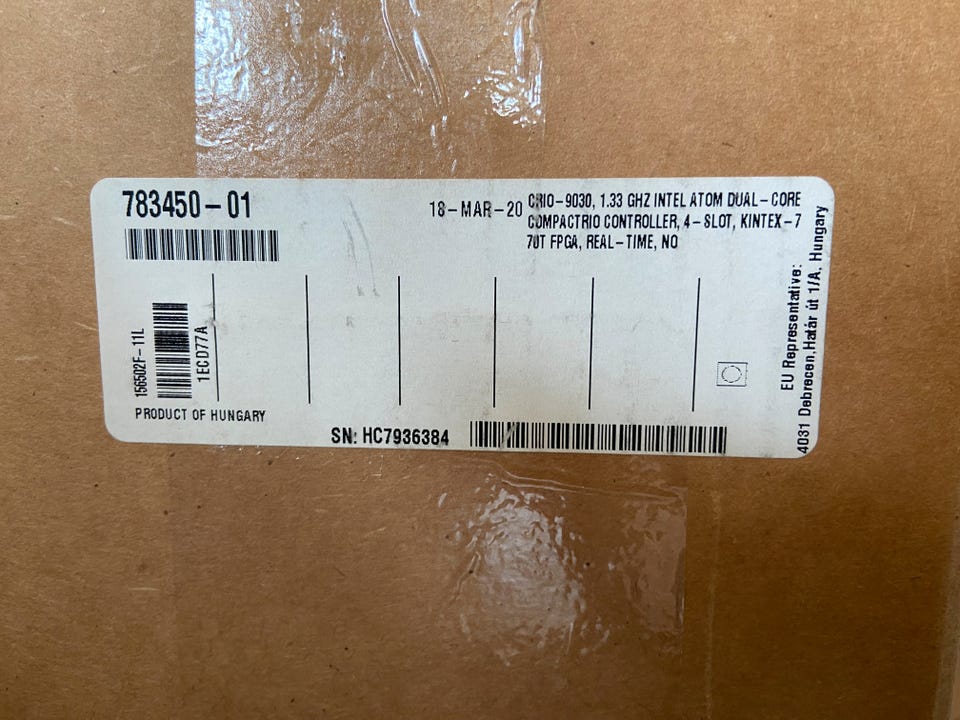 783450-01
18-MAR-20
CRIO-9030, 1.33 GHZ INTEL ATOM DUAL-CORE
COMPACTRIO CONTROLLER, 4-SLOT, KINTEX-7
70T FPGA, REAL-TIME, NO
156502F-11L
1ECD77A
PRODUCT OF HUNGARY
SN: HC7936384
EU Representative:
4031 Debrecen,Határ út 1/A, Hungary